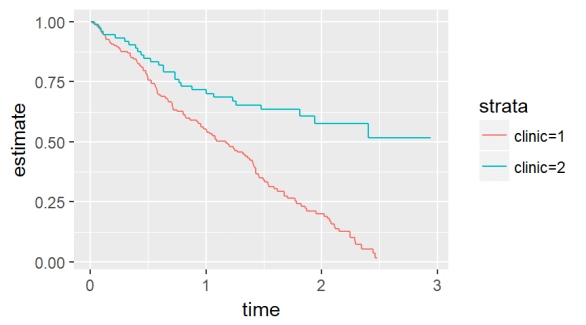 1.00
0.75
0.50
0.25
0.00
estimate
0 1 2 3
time
strata
clinic=1
clinic=2